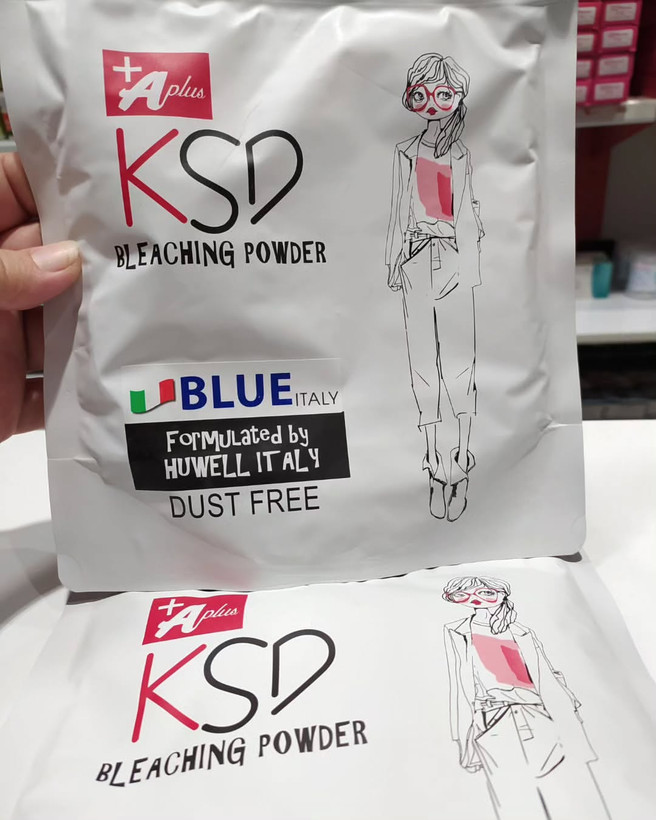 +Aplus
KSD
BLEACHING POWDER
BLUE ITALY
Formulated by
HUWELL ITALY
DUST FREE
+Aplus
KSD
BLEACHING POWDER